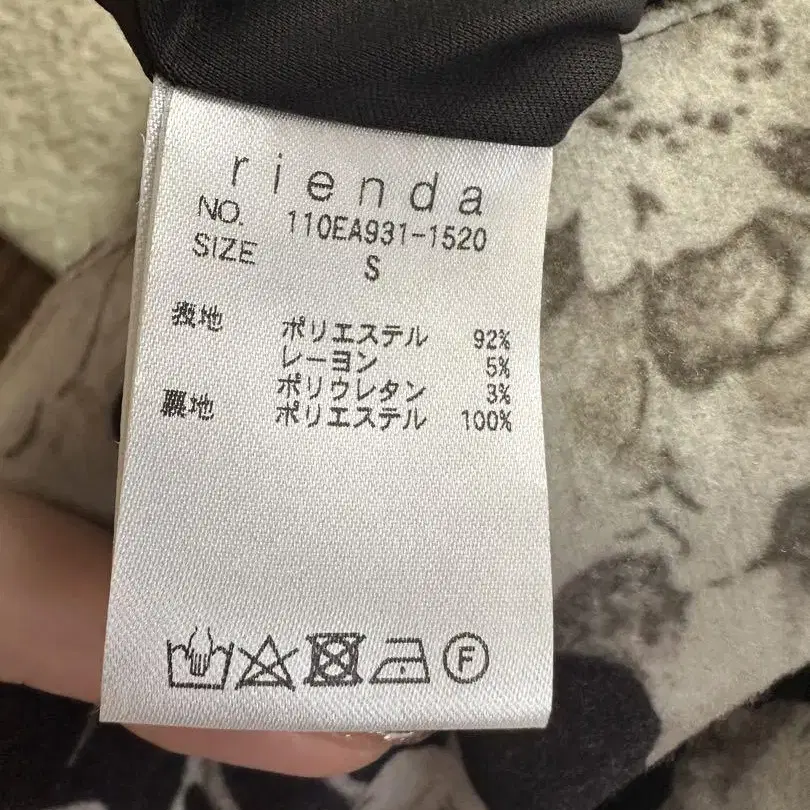 rienda
NO. 110EA931-1520
SIZE S
表地 ポリエステル 92%
レーヨン 5%
ポリウレタン 3%
裏地 ポリエステル 100%
F